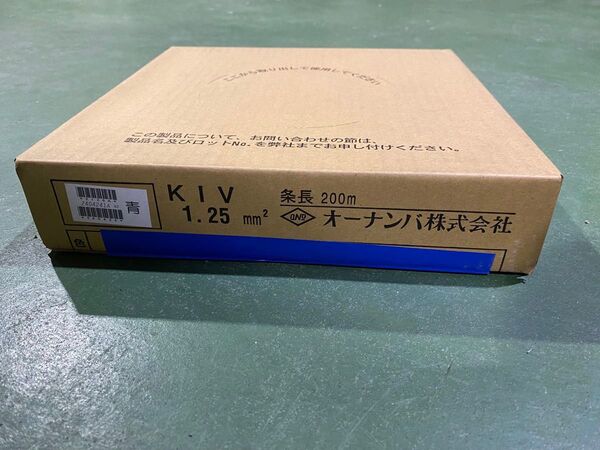 ここから取り出して使用してください
この製品について、お問い合わせの節は、
製品名及びロットNo.を弊社までお申し付けください。
青
KIV
1.25 mm²
条長 200m
オーナンバ株式会社
色